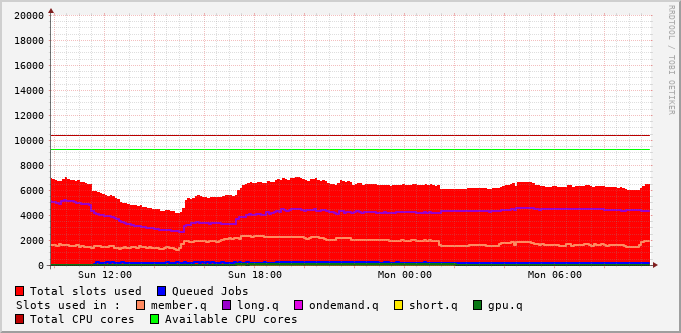 RRDTOOL / TOBI OETIKER
20000
18000
16000
14000
12000
10000
8000
6000
4000
2000
0
Sun 12:00 Sun 18:00 Mon 00:00 Mon 06:00
Total slots used Queued Jobs
Slots used in : member.q long.q ondemand.q short.q gpu.q
Total CPU cores Available CPU cores